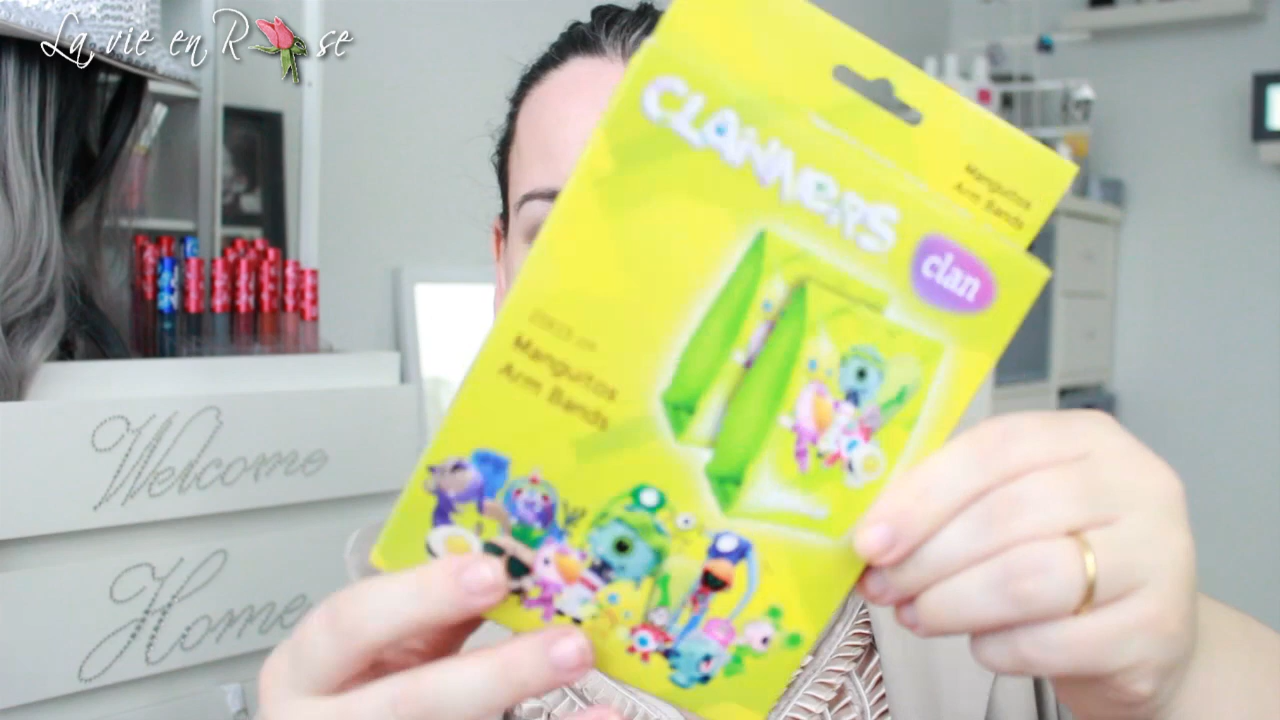 La vie en Rose
CLANNERS
clan
Manguitos
Arm Bands
Manguitos
Arm Bands
Welcome
Home